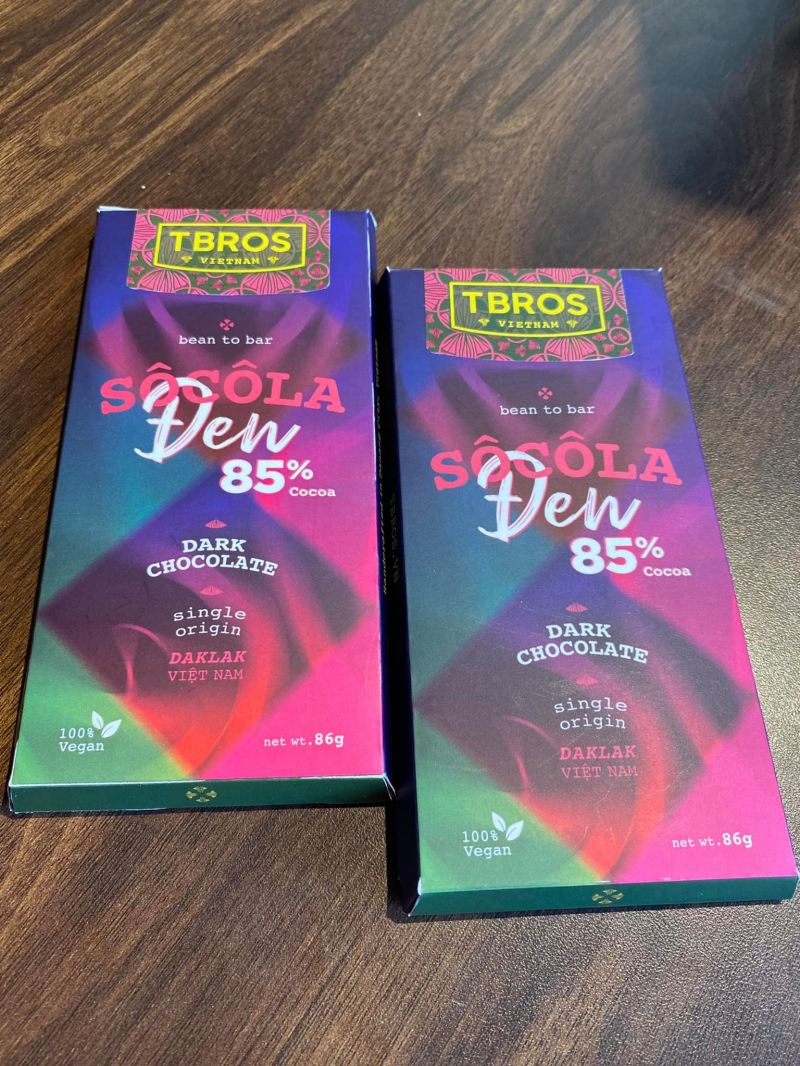 TBROS
VIETNAM
bean to bar
SÔCÔLA
Đen
85%
Cocoa
DARK
CHOCOLATE
single
origin
DAKLAK
VIỆT NAM
100%
Vegan
net wt.86g
TBROS
VIETNAM
bean to bar
SÔCÔLA
Đen
85%
Cocoa
DARK
CHOCOLATE
single
origin
DAKLAK
VIỆT NAM
100%
Vegan
net wt.86g